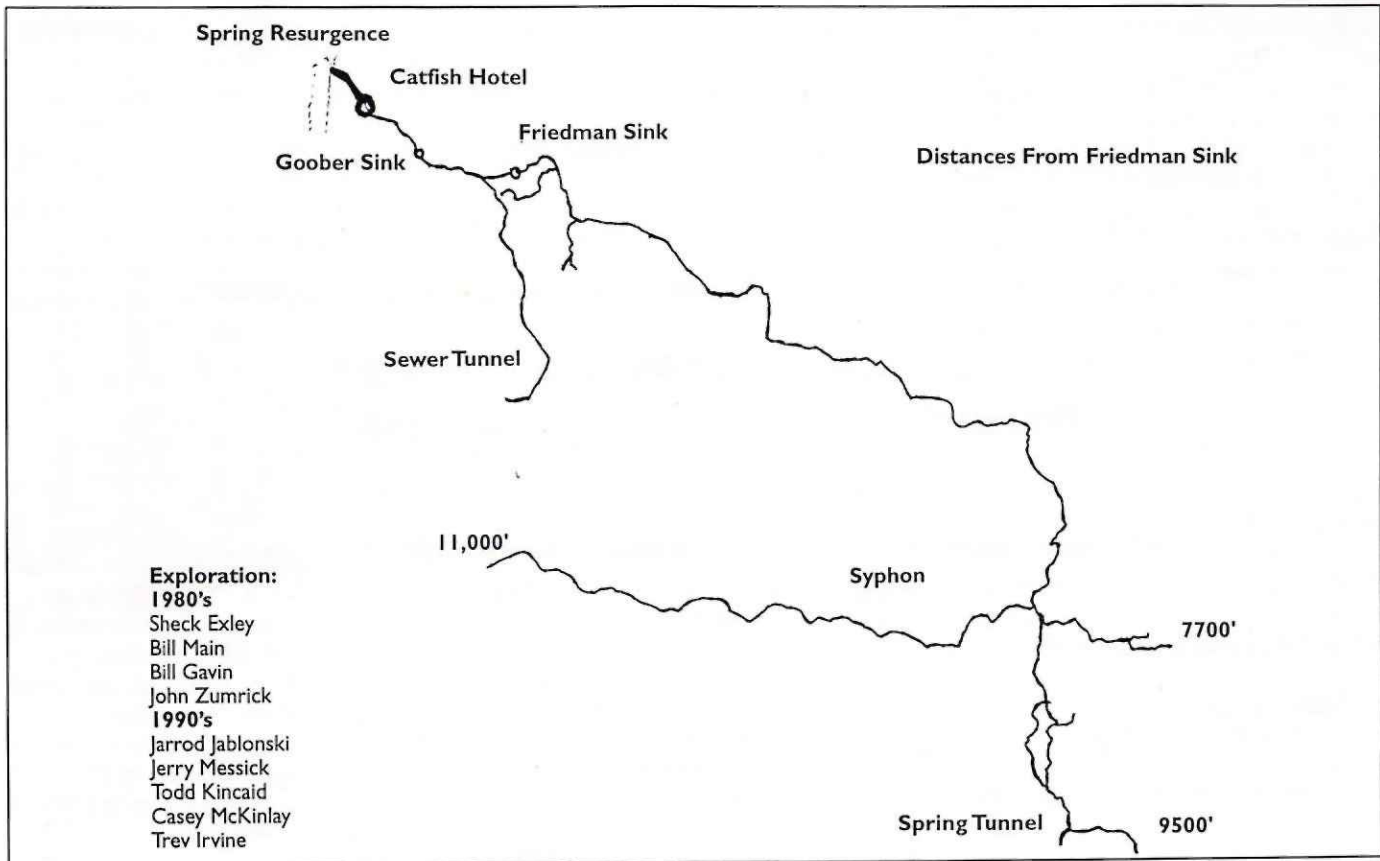 Spring Resurgence
Catfish Hotel
Friedman Sink
Goober Sink
Distances From Friedman Sink
Sewer Tunnel
11,000'
Syphon
7700'
Exploration:
1980's
Sheck Exley
Bill Main
Bill Gavin
John Zumrick
1990's
Jarrod Jablonski
Jerry Messick
Todd Kincaid
Casey McKinlay
Trev Irvine
Spring Tunnel
9500'